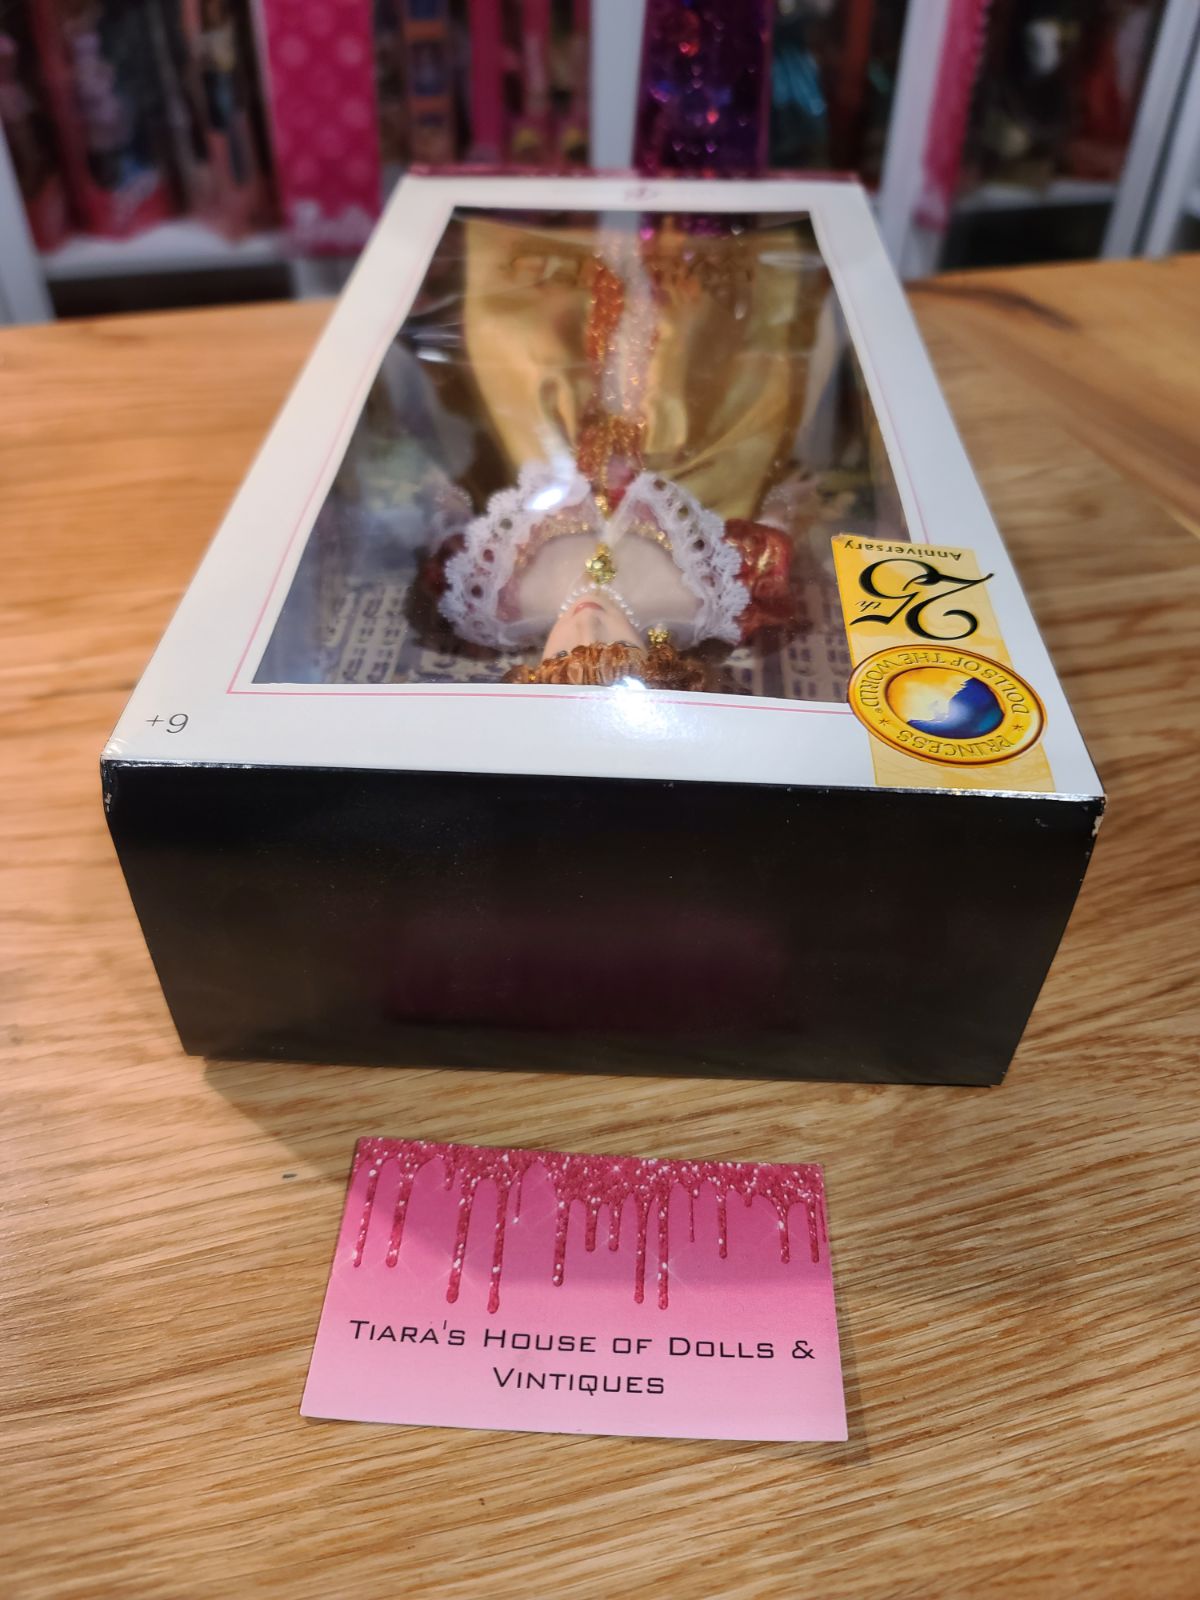 25th
Anniversary
PRINCESS
DOLLS OF THE WORLD®
6+
TIARA'S HOUSE OF DOLLS &
VINTIQUES